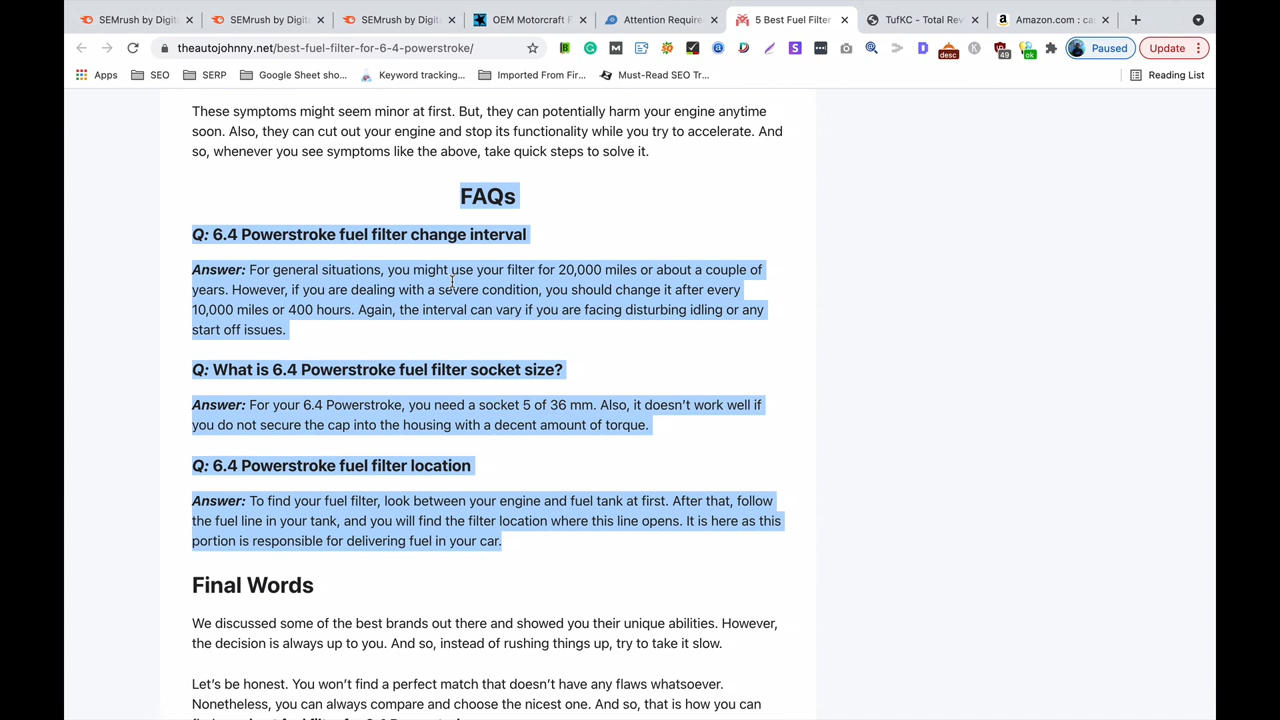 SEMrush by Digita
SEMrush by Digita
SEMrush by Digita
OEM Motorcraft F
Attention Require
5 Best Fuel Filter
TufKC - Total Rev
Amazon.com : ca
theautojohnny.net/best-fuel-filter-for-6-4-powerstroke/
desc
49
ok
Paused
Update
Apps
SEO
SERP
Google Sheet sho...
Keyword tracking...
Imported From Fir...
Must-Read SEO Tr...
Reading List
These symptoms might seem minor at first. But, they can potentially harm your engine anytime
soon. Also, they can cut out your engine and stop its functionality while you try to accelerate. And
so, whenever you see symptoms like the above, take quick steps to solve it.
FAQs
Q: 6.4 Powerstroke fuel filter change interval
Answer: For general situations, you might use your filter for 20,000 miles or about a couple of
years. However, if you are dealing with a severe condition, you should change it after every
10,000 miles or 400 hours. Again, the interval can vary if you are facing disturbing idling or any
start off issues.
Q: What is 6.4 Powerstroke fuel filter socket size?
Answer: For your 6.4 Powerstroke, you need a socket 5 of 36 mm. Also, it doesn't work well if
you do not secure the cap into the housing with a decent amount of torque.
Q: 6.4 Powerstroke fuel filter location
Answer: To find your fuel filter, look between your engine and fuel tank at first. After that, follow
the fuel line in your tank, and you will find the filter location where this line opens. It is here as this
portion is responsible for delivering fuel in your car.
Final Words
We discussed some of the best brands out there and showed you their unique abilities. However,
the decision is always up to you. And so, instead of rushing things up, try to take it slow.
Let's be honest. You won't find a perfect match that doesn't have any flaws whatsoever.
Nonetheless, you can always compare and choose the nicest one. And so, that is how you can